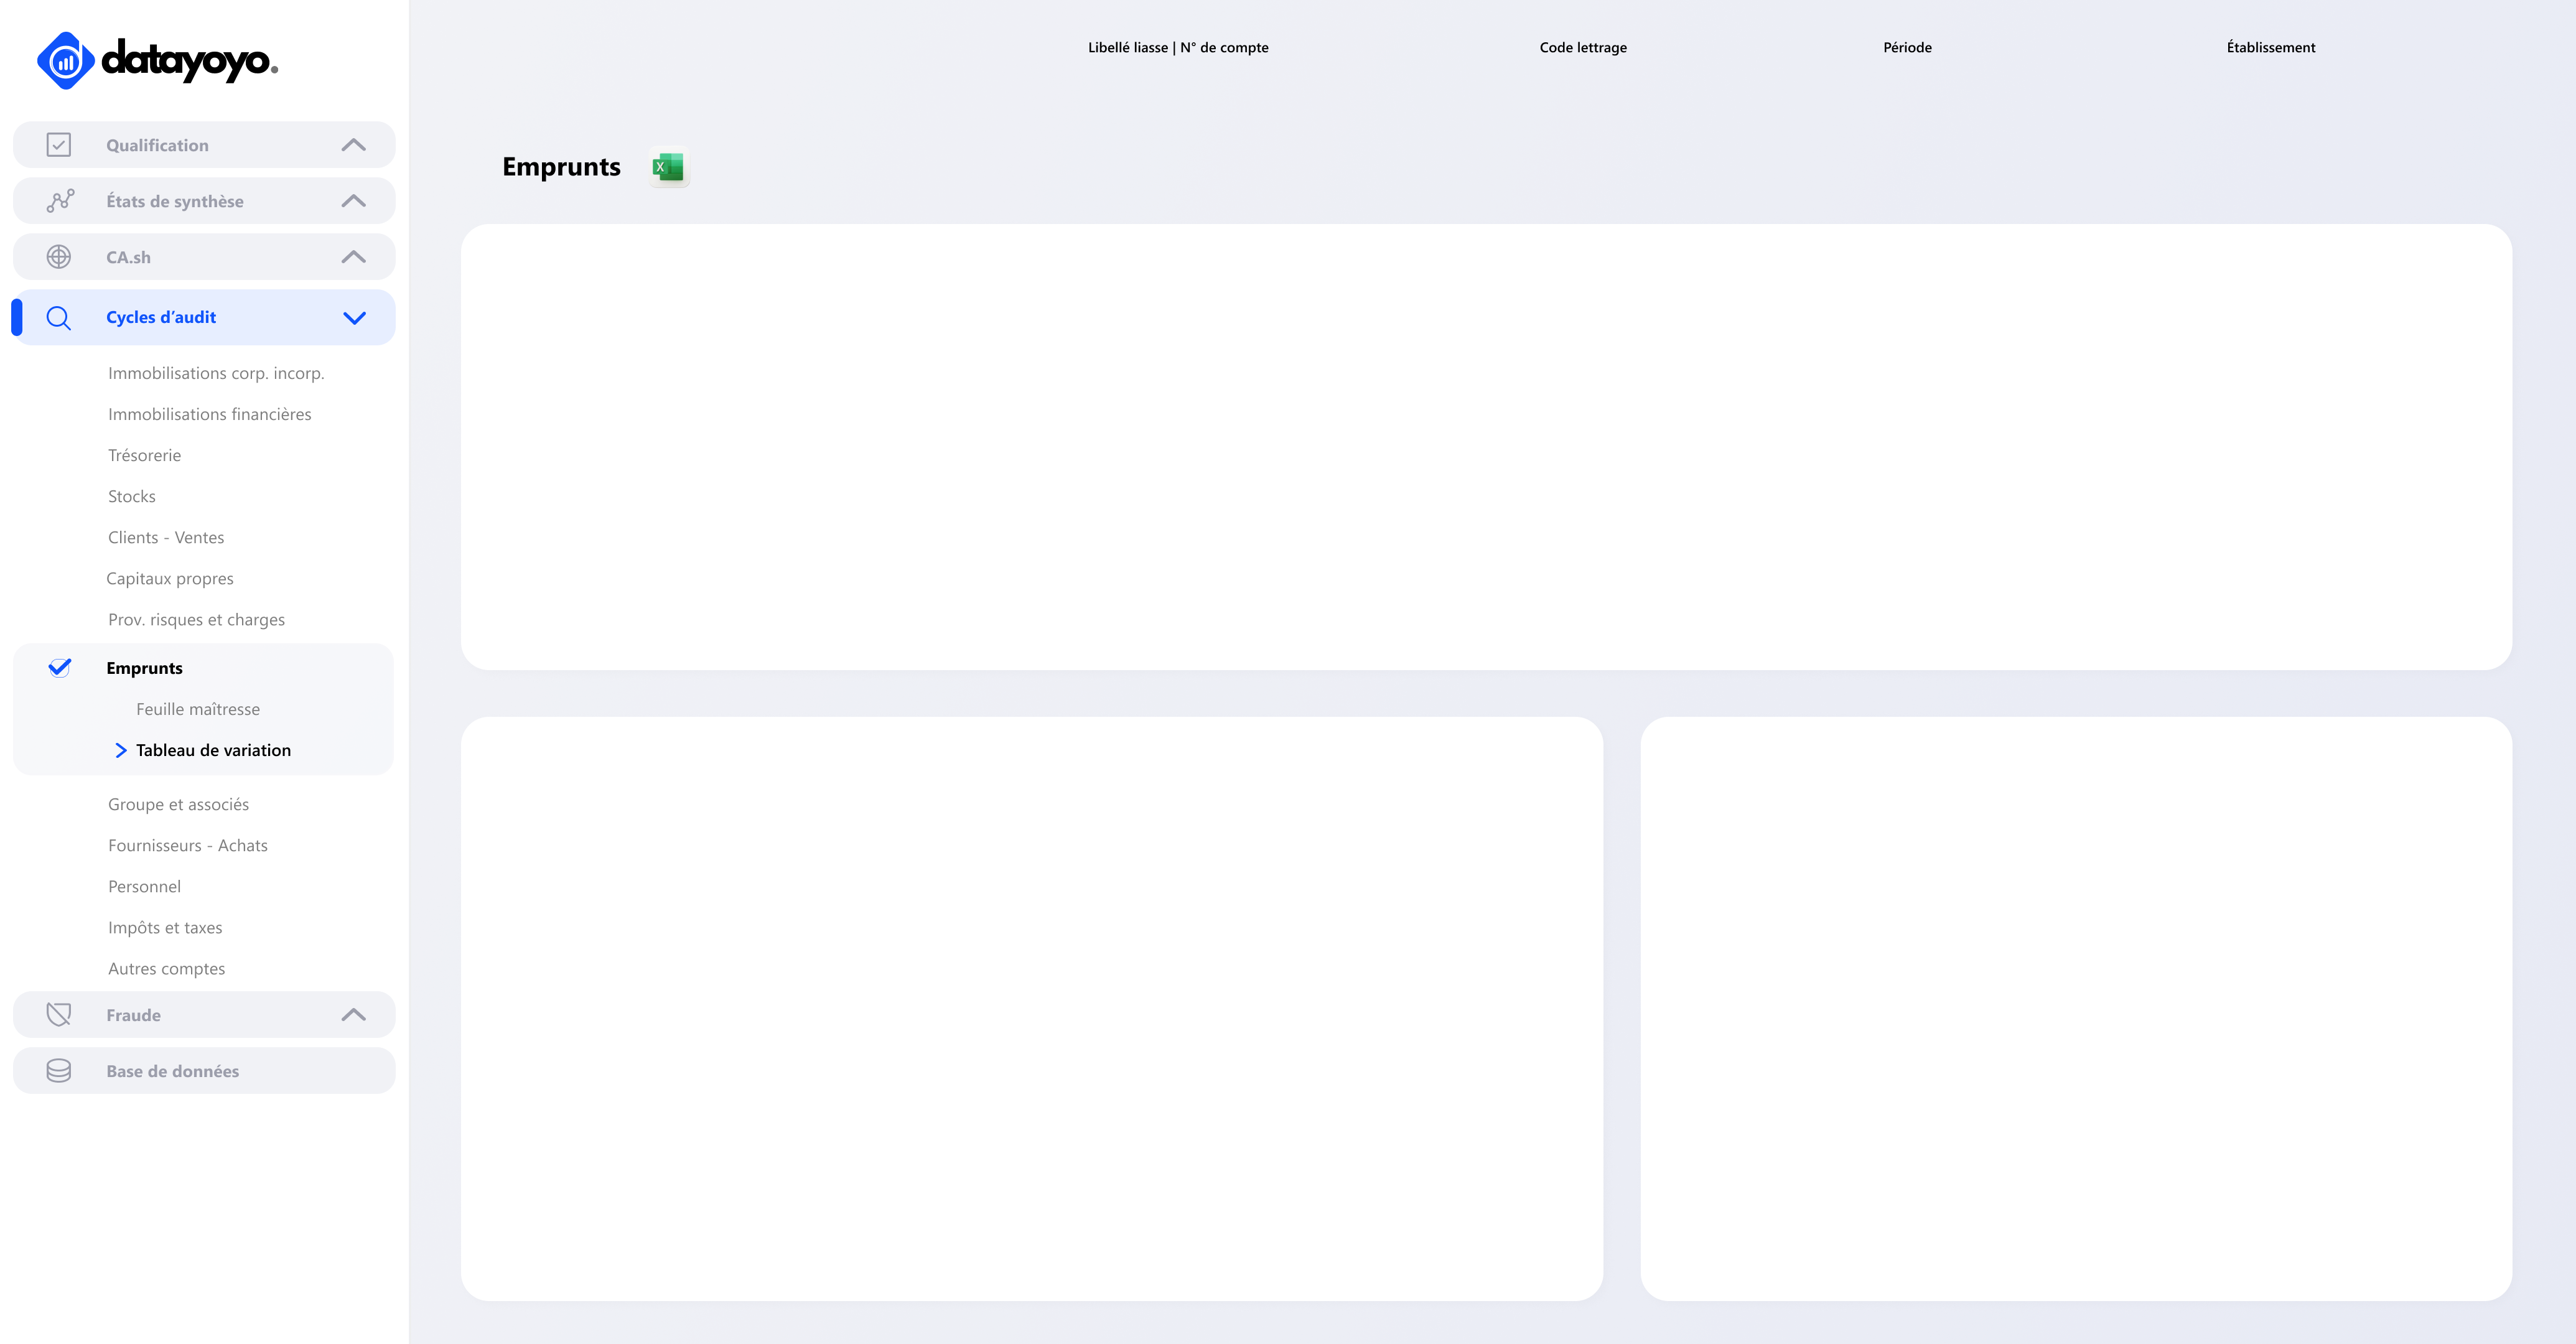 datayoyo.
Qualification
États de synthèse
CA.sh
Cycles d’audit
Immobilisations corp. incorp.
Immobilisations financières
Trésorerie
Stocks
Clients - Ventes
Capitaux propres
Prov. risques et charges
Emprunts
Feuille maîtresse
Tableau de variation
Groupe et associés
Fournisseurs - Achats
Personnel
Impôts et taxes
Autres comptes
Fraude
Base de données
Libellé liasse | N° de compte
Code lettrage
Période
Établissement
Emprunts
X